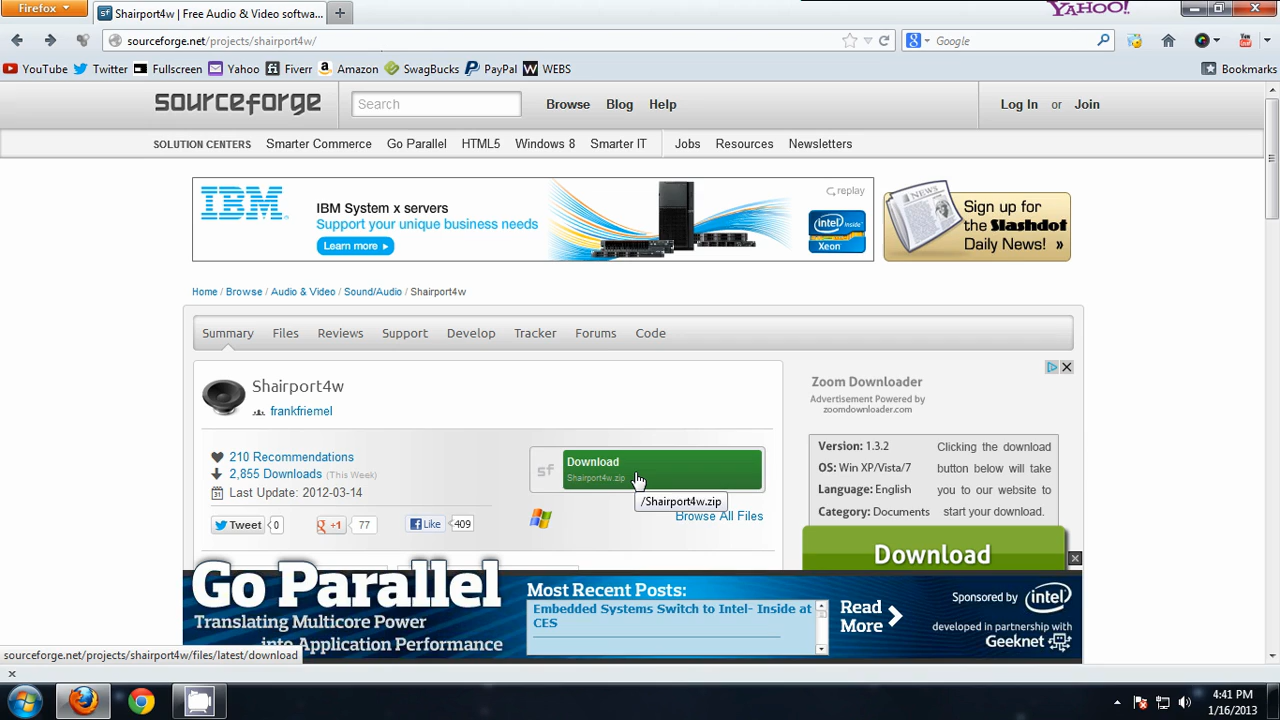 Firefox
Shairport4w | Free Audio & Video softwa...
YAHOO!
sourceforge.net/projects/shairport4w/
Google
YouTube
Twitter
Fullscreen
Yahoo
Fiverr
Amazon
SwagBucks
PayPal
WEBS
Bookmarks
sourceforge
Search
Browse
Blog
Help
Log In or Join
SOLUTION CENTERS
Smarter Commerce
Go Parallel
HTML5
Windows 8
Smarter IT
Jobs
Resources
Newsletters
IBM
IBM System x servers
Support your unique business needs
Learn more
replay
intel inside
Xeon
NEWS
Sign up for
the Slashdot
Daily News! »
Home / Browse / Audio & Video / Sound/Audio / Shairport4w
Summary
Files
Reviews
Support
Develop
Tracker
Forums
Code
Shairport4w
frankfriemel
210 Recommendations
2,855 Downloads (This Week)
Last Update: 2012-03-14
Tweet 0
+1 77
Like 409
sf
Download
Shairport4w.zip
/Shairport4w.zip
Browse All Files
Zoom Downloader
Advertisement Powered by
zoomdownloader.com
Version: 1.3.2
OS: Win XP/Vista/7
Language: English
Category: Documents
Clicking the download
button below will take
you to our website to
start your download.
Download
Go Parallel
Translating Multicore Power
into Application Performance
Most Recent Posts:
Embedded Systems Switch to Intel- Inside at
CES
Read
More
Sponsored by intel
developed in partnership with
Geeknet
sourceforge.net/projects/shairport4w/files/latest/download
4:41 PM
1/16/2013